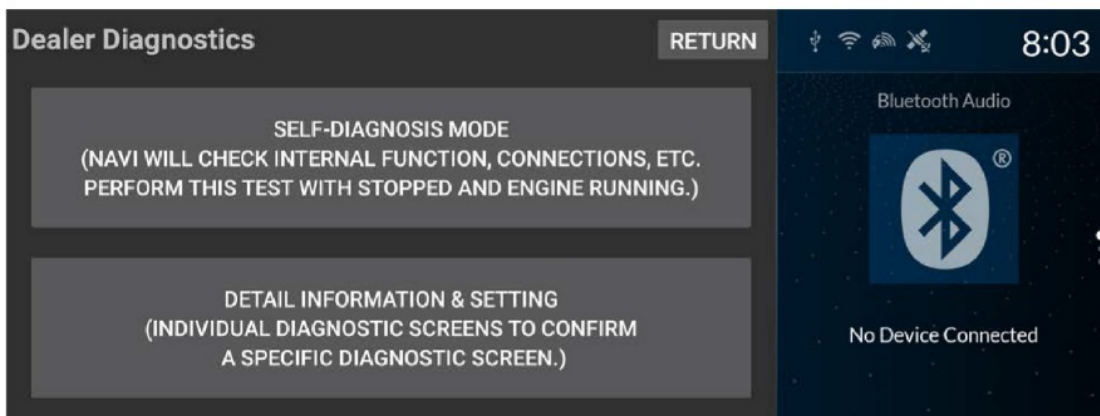 Dealer Diagnostics
RETURN
8:03
SELF-DIAGNOSIS MODE
(NAVI WILL CHECK INTERNAL FUNCTION, CONNECTIONS, ETC.
PERFORM THIS TEST WITH STOPPED AND ENGINE RUNNING.)
DETAIL INFORMATION & SETTING
(INDIVIDUAL DIAGNOSTIC SCREENS TO CONFIRM
A SPECIFIC DIAGNOSTIC SCREEN.)
Bluetooth Audio
®
No Device Connected